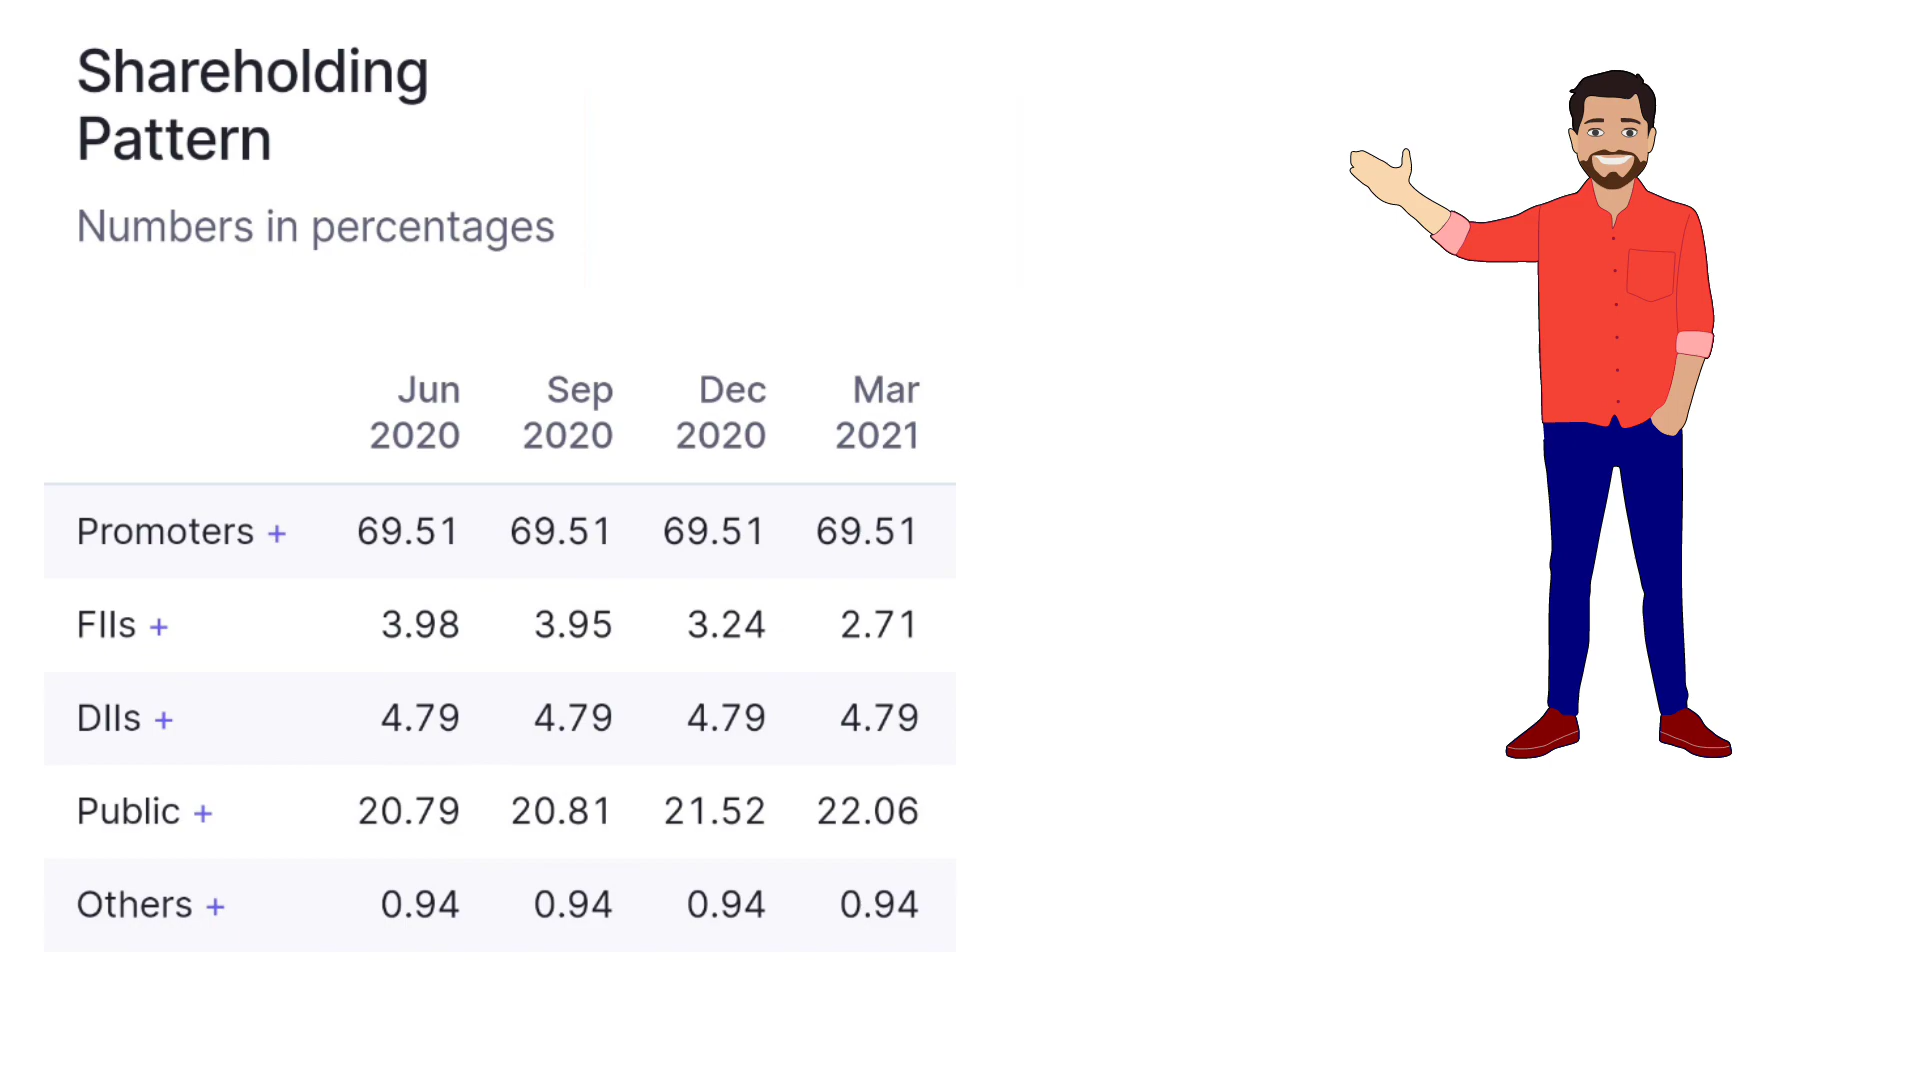 Shareholding
Pattern
Numbers in percentages
Jun Sep Dec Mar
2020 2020 2020 2021
Promoters + 69.51 69.51 69.51 69.51
FIIs + 3.98 3.95 3.24 2.71
DIIs + 4.79 4.79 4.79 4.79
Public + 20.79 20.81 21.52 22.06
Others + 0.94 0.94 0.94 0.94